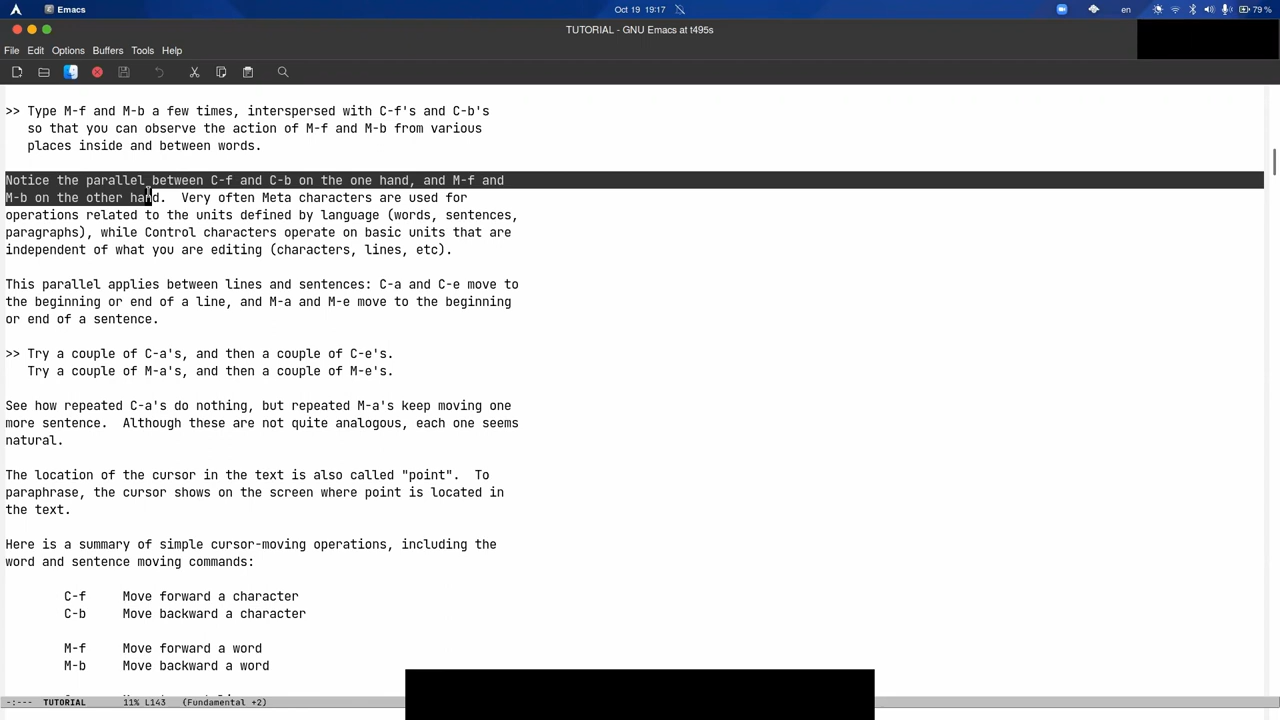 Emacs
Oct 19 19:17
en
79 %
TUTORIAL - GNU Emacs at t495s
File Edit Options Buffers Tools Help
>> Type M-f and M-b a few times, interspersed with C-f's and C-b's
so that you can observe the action of M-f and M-b from various
places inside and between words.
Notice the parallel between C-f and C-b on the one hand, and M-f and
M-b on the other hand.  Very often Meta characters are used for
operations related to the units defined by language (words, sentences,
paragraphs), while Control characters operate on basic units that are
independent of what you are editing (characters, lines, etc).
This parallel applies between lines and sentences: C-a and C-e move to
the beginning or end of a line, and M-a and M-e move to the beginning
or end of a sentence.
>> Try a couple of C-a's, and then a couple of C-e's.
Try a couple of M-a's, and then a couple of M-e's.
See how repeated C-a's do nothing, but repeated M-a's keep moving one
more sentence.  Although these are not quite analogous, each one seems
natural.
The location of the cursor in the text is also called "point".  To
paraphrase, the cursor shows on the screen where point is located in
the text.
Here is a summary of simple cursor-moving operations, including the
word and sentence moving commands:
C-f Move forward a character
C-b Move backward a character
M-f Move forward a word
M-b Move backward a word
-:--- TUTORIAL 11% L143 (Fundamental +2)